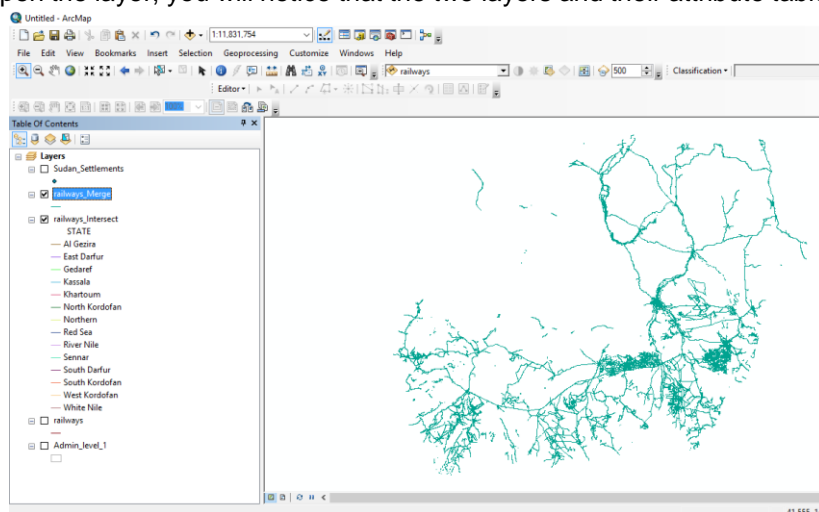 pen the layer, you will notice that the two layers and their attribute tab
Untitled - ArcMap
1:11,831,754
File Edit View Bookmarks Insert Selection Geoprocessing Customize Windows Help
railways 500 Classification
Editor
100%
Table Of Contents
Layers
Sudan_Settlements
railways_Merge
railways_Intersect
STATE
Al Gezira
East Darfur
Gedaref
Kassala
Khartoum
North Kordofan
Northern
Red Sea
River Nile
Sennar
South Darfur
South Kordofan
West Kordofan
White Nile
railways
Admin_level_1